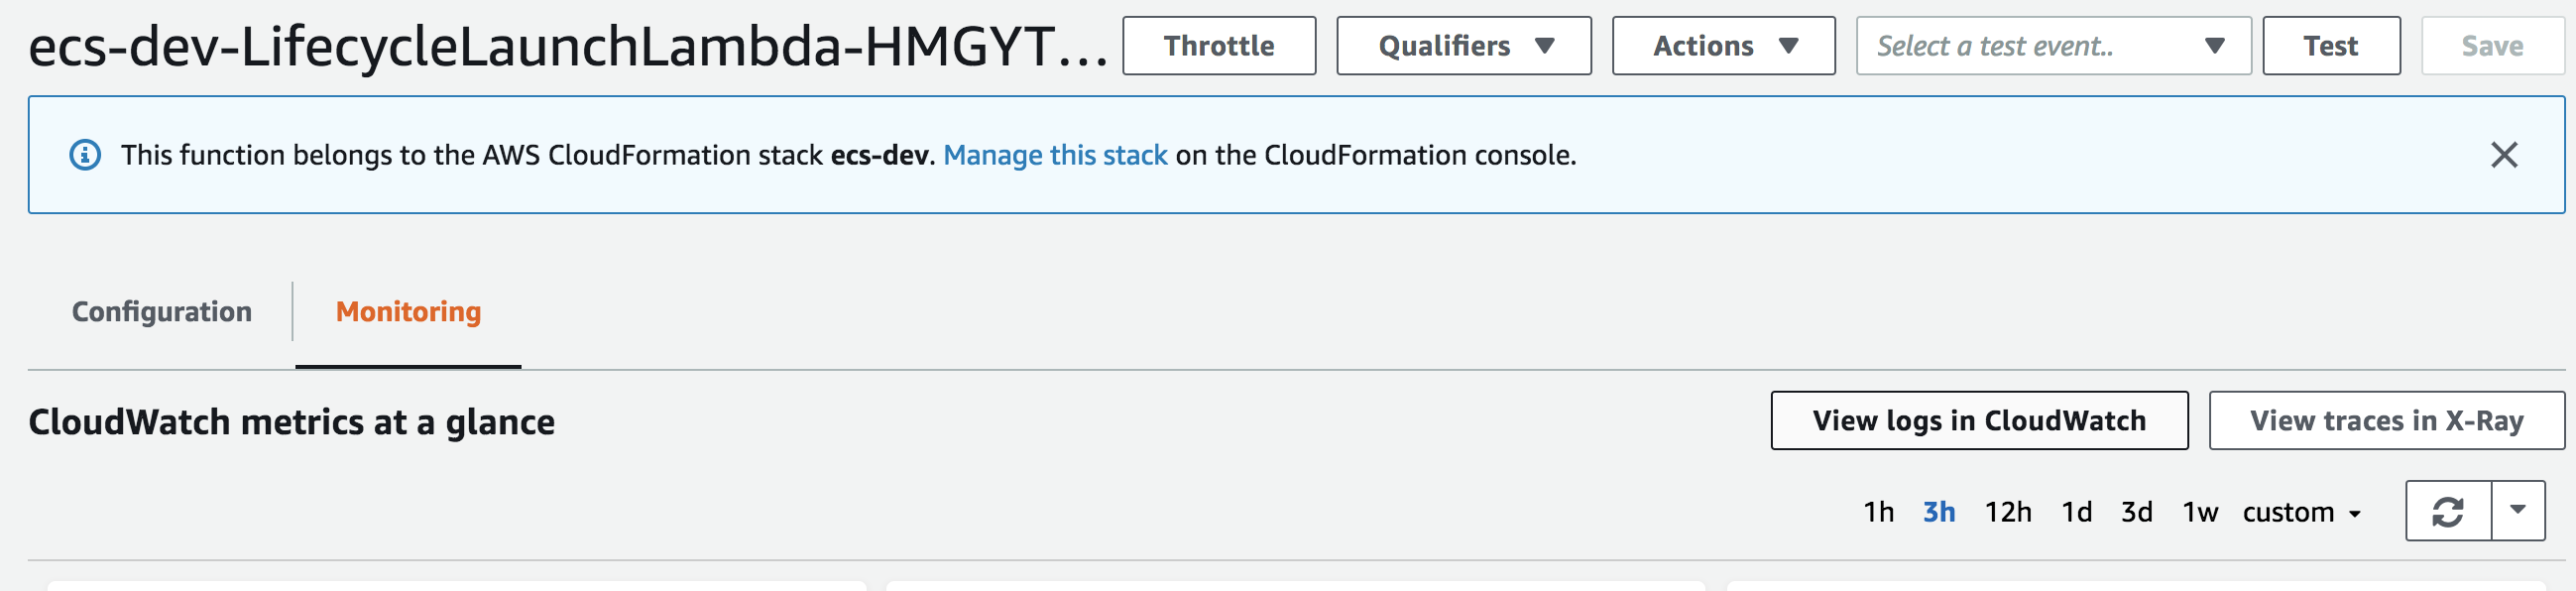 ecs-dev-LifecycleLaunchLambda-HMGYT... Throttle Qualifiers Actions Select a test event.. Test Save
This function belongs to the AWS CloudFormation stack ecs-dev. Manage this stack on the CloudFormation console.
Configuration Monitoring
CloudWatch metrics at a glance View logs in CloudWatch View traces in X-Ray
1h 3h 12h 1d 3d 1w custom